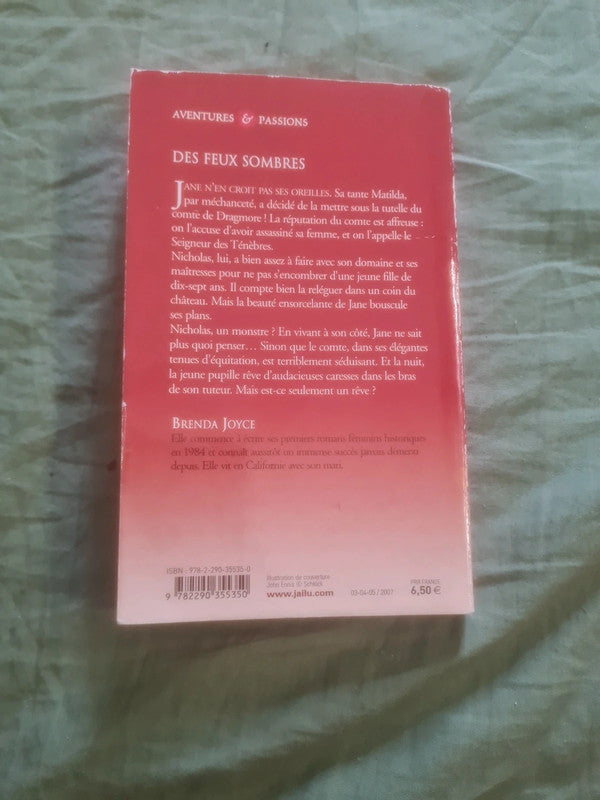 AVENTURES & PASSIONS
DES FEUX SOMBRES
JANE N'EN CROIT PAS SES OREILLES. Sa tante Matilda,
par méchanceté, a décidé de la mettre sous la tutelle du
comte de Dragmore ! La réputation du comte est affreuse :
on l'accuse d'avoir assassiné sa femme, et on l'appelle le
Seigneur des Ténèbres.
Nicholas, lui, a bien assez à faire avec son domaine et ses
maîtresses pour ne pas s'encombrer d'une jeune fille de
dix-sept ans. Il compte bien la reléguer dans un coin du
château. Mais la beauté ensorcelante de Jane bouscule
ses plans.
Nicholas, un monstre ? En vivant à son côté, Jane ne sait
plus quoi penser… Sinon que le comte, dans ses élégantes
tenues d'équitation, est terriblement séduisant. Et la nuit,
la jeune pupille rêve d'audacieuses caresses dans les bras
de son tuteur. Mais est-ce seulement un rêve ?
BRENDA JOYCE
Elle commence à écrire ses premiers romans féminins historiques
en 1984 et connaît aussitôt un immense succès jamais démenti
depuis. Elle vit en Californie avec son mari.
ISBN : 978-2-290-35535-0
9 782290 355350
Illustration de couverture
John Ennis © Schlück
www.jailu.com
03-04-05 / 2007
PRIX FRANCE
6,50 €